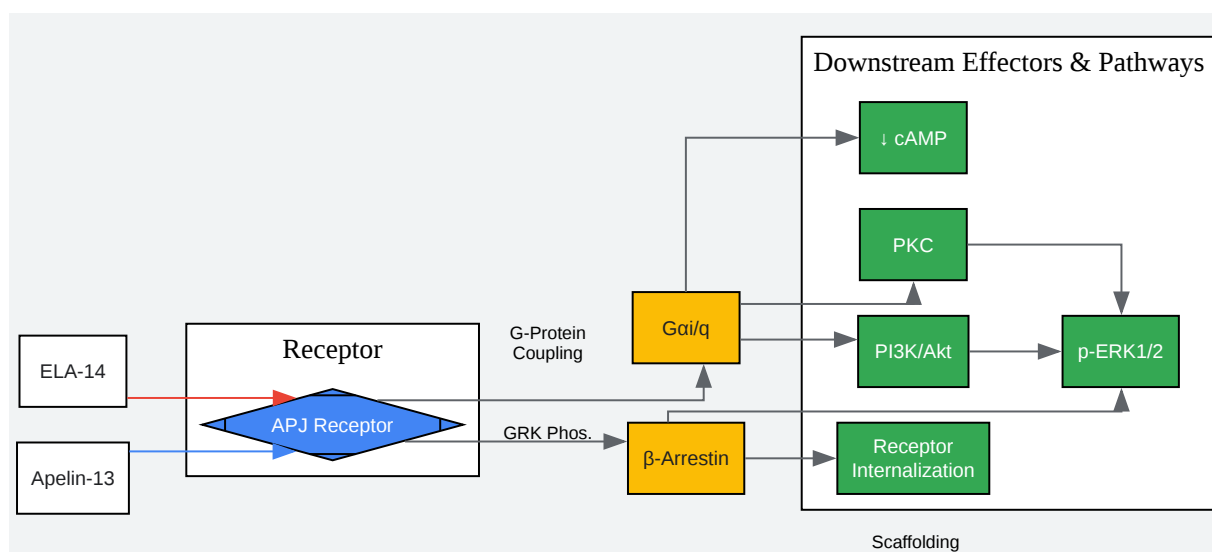 Downstream Effectors & Pathways
↓ cAMP
PKC
Gαi/q
G-Protein
Coupling
PI3K/Akt
p-ERK1/2
Receptor
ELA-14
APJ Receptor
GRK Phos.
β-Arrestin
Receptor
Internalization
Apelin-13
Scaffolding